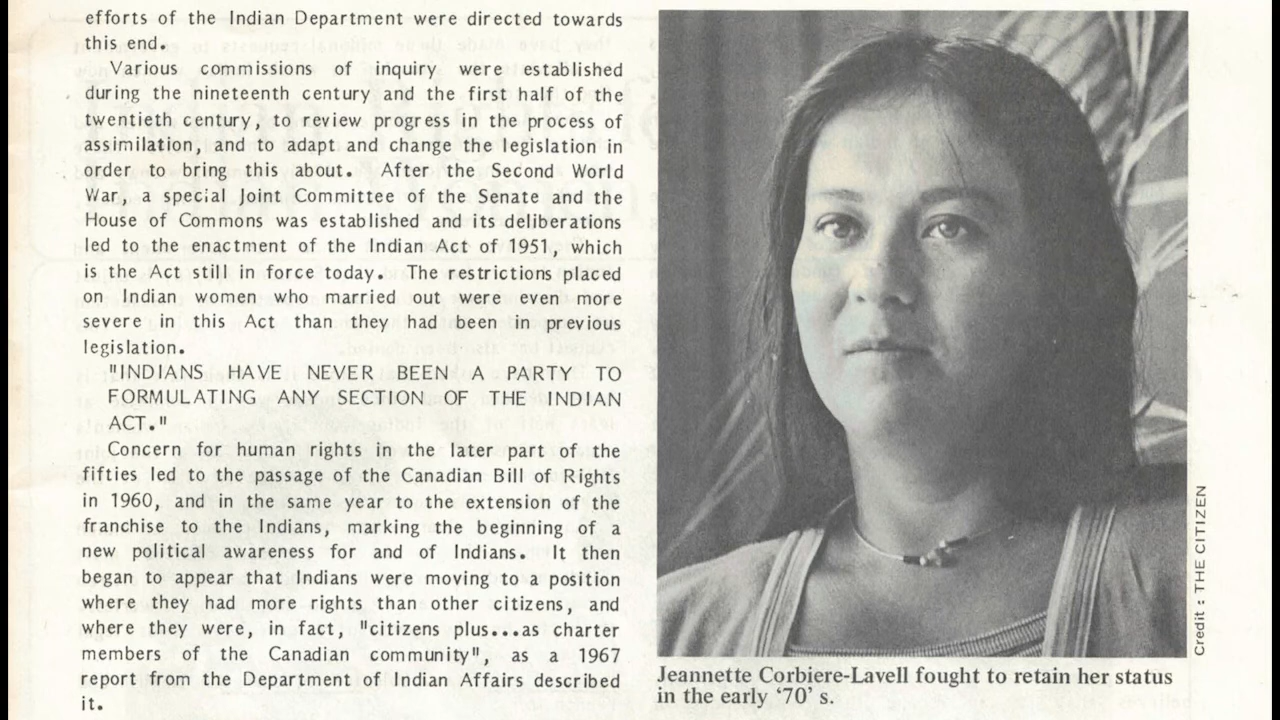 efforts of the Indian Department were directed towards
this end.
Various commissions of inquiry were established
during the nineteenth century and the first half of the
twentieth century, to review progress in the process of
assimilation, and to adapt and change the legislation in
order to bring this about. After the Second World
War, a special Joint Committee of the Senate and the
House of Commons was established and its deliberations
led to the enactment of the Indian Act of 1951, which
is the Act still in force today. The restrictions placed
on Indian women who married out were even more
severe in this Act than they had been in previous
legislation.
"INDIANS HAVE NEVER BEEN A PARTY TO
FORMULATING ANY SECTION OF THE INDIAN
ACT."
Concern for human rights in the later part of the
fifties led to the passage of the Canadian Bill of Rights
in 1960, and in the same year to the extension of the
franchise to the Indians, marking the beginning of a
new political awareness for and of Indians. It then
began to appear that Indians were moving to a position
where they had more rights than other citizens, and
where they were, in fact, "citizens plus...as charter
members of the Canadian community", as a 1967
report from the Department of Indian Affairs described
it.
Credit : THE CITIZEN
Jeannette Corbiere-Lavell fought to retain her status
in the early ‘70’ s.